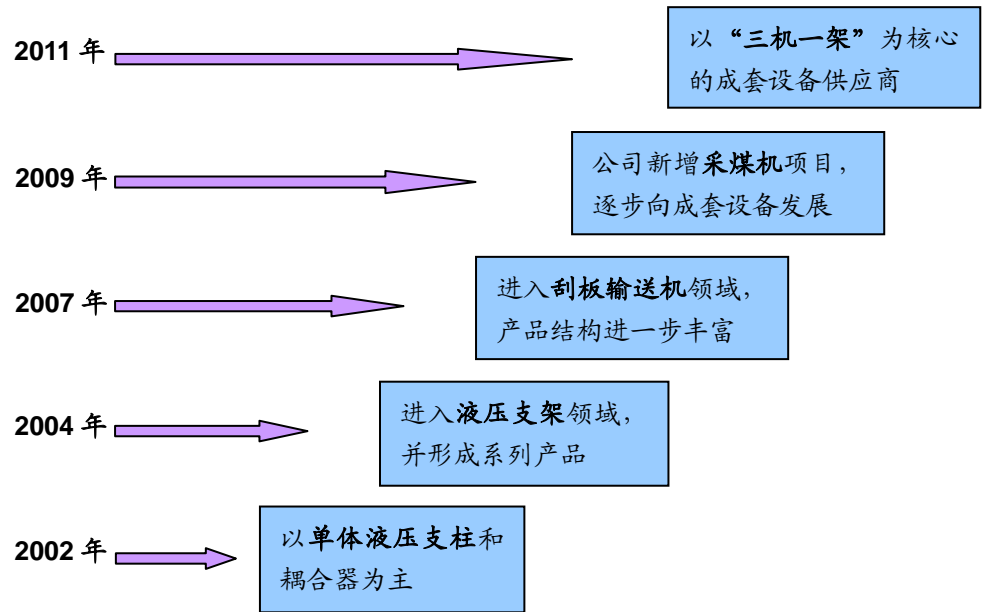 2011 年
以“三机一架”为核心
的成套设备供应商
2009 年
公司新增采煤机项目，
逐步向成套设备发展
2007 年
进入刮板输送机领域，
产品结构进一步丰富
2004 年
进入液压支架领域，
并形成系列产品
2002 年
以单体液压支柱和
耦合器为主